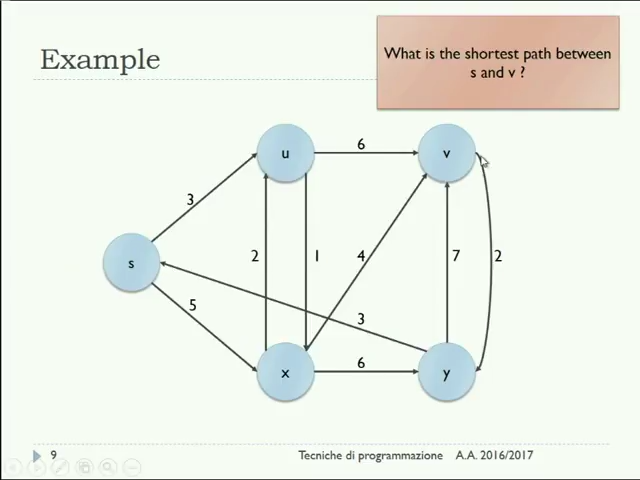 Example
What is the shortest path between
s and v ?
u
6
v
3
s
2
1
4
7
2
5
3
x
6
y
9
Tecniche di programmazione A.A. 2016/2017